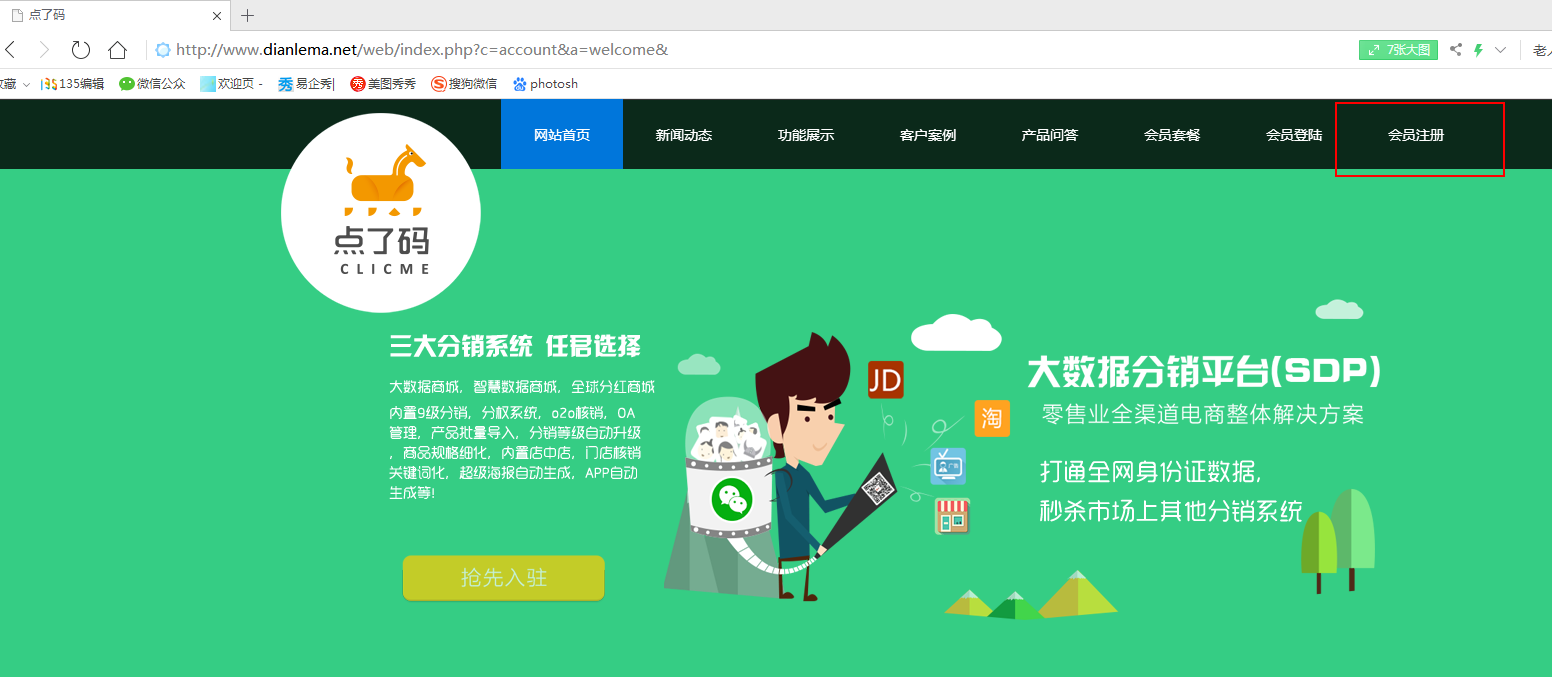 点了码
http://www.dianlema.net/web/index.php?c=account&a=welcome&
7张大图
老人
收藏 135编辑 微信公众 欢迎页 - 秀 易企秀| 秀 美图秀秀 S 搜狗微信 photosh
网站首页 新闻动态 功能展示 客户案例 产品问答 会员套餐 会员登陆 会员注册
点了码
CLICME
三大分销系统 任君选择
大数据商城，智慧数据商城，全球分红商城
内置9级分销，分权系统，o2o核销，OA
管理，产品批量导入，分销等级自动升级
，商品规格细化，内置店中店，门店核销
关键词化，超级海报自动生成，APP自动
生成等!
抢先入驻
JD
淘
广告
大数据分销平台(SDP)
零售业全渠道电商整体解决方案
打通全网身份证数据,
秒杀市场上其他分销系统